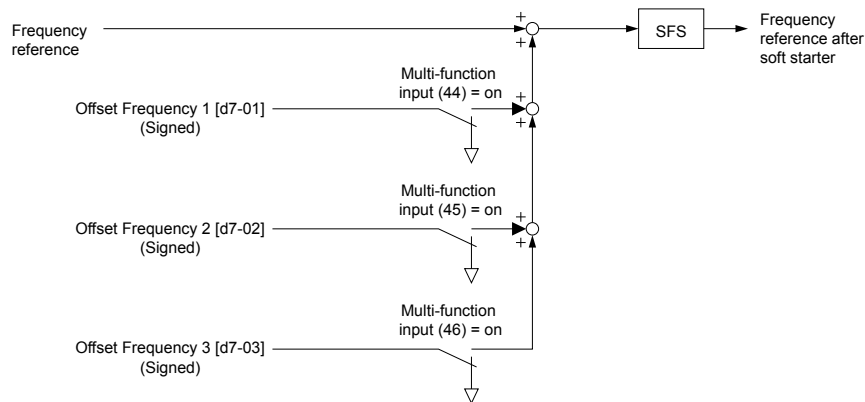 Frequency
reference
+
+
SFS
Frequency
reference after
soft starter
Multi-function
input (44) = on
Offset Frequency 1 [d7-01]
(Signed)
+
+
Multi-function
input (45) = on
Offset Frequency 2 [d7-02]
(Signed)
+
+
Multi-function
input (46) = on
Offset Frequency 3 [d7-03]
(Signed)